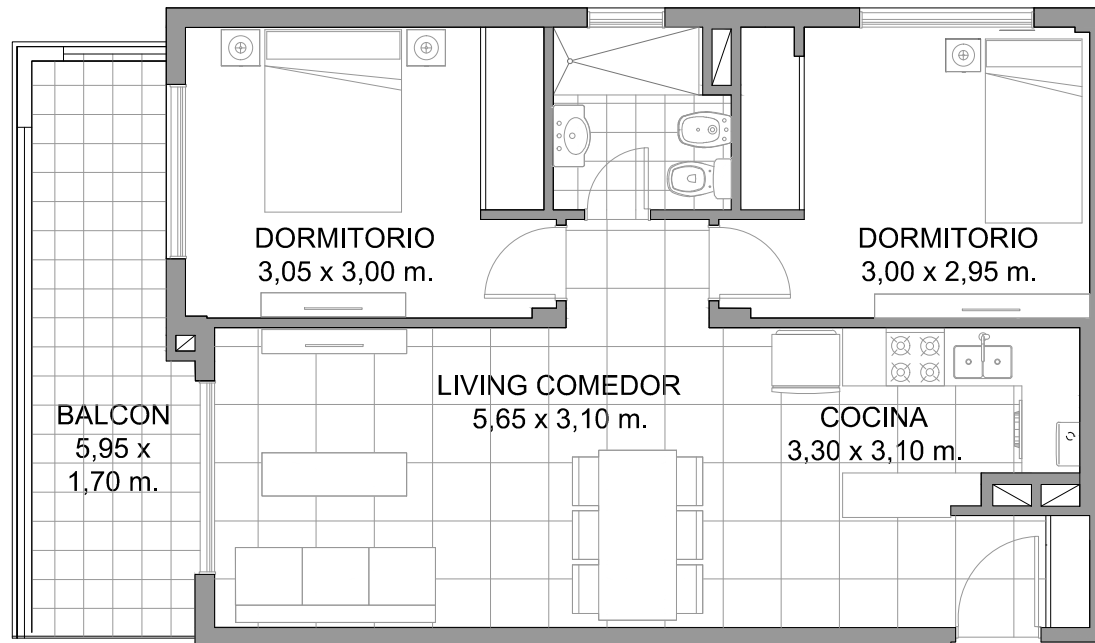 DORMITORIO
3,05 x 3,00 m.
DORMITORIO
3,00 x 2,95 m.
LIVING COMEDOR
5,65 x 3,10 m.
COCINA
3,30 x 3,10 m.
BALCON
5,95 x
1,70 m.